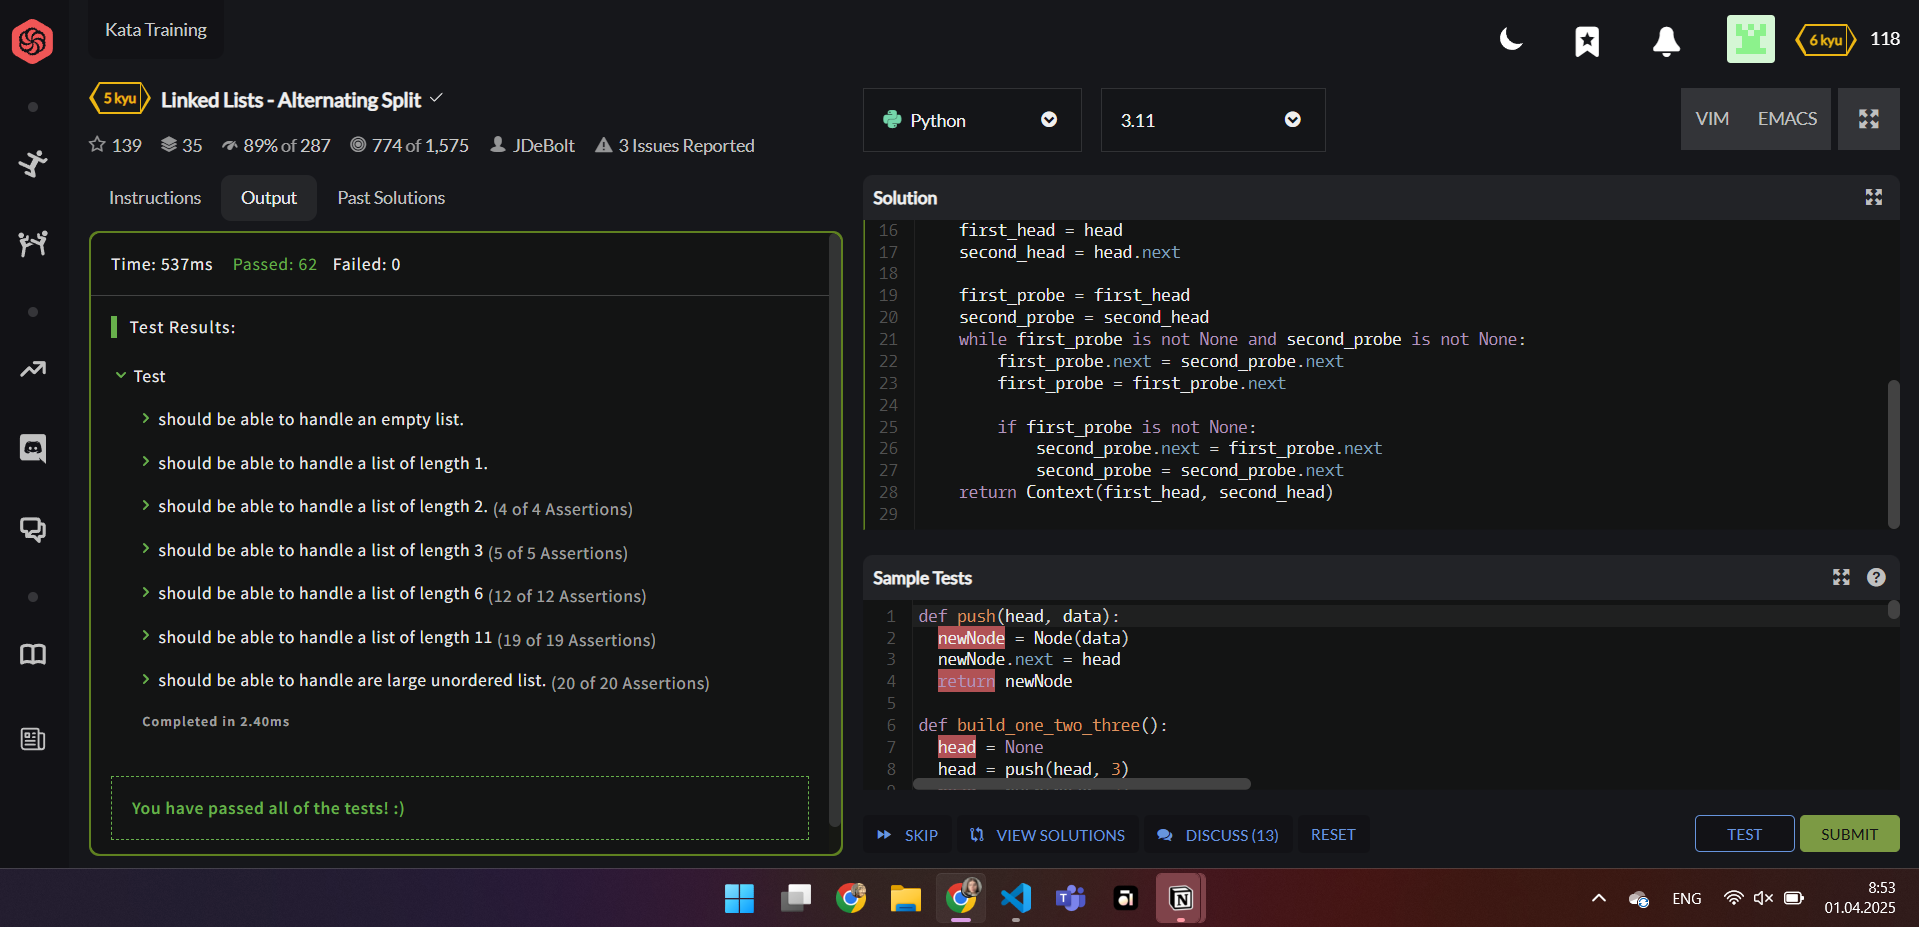 Kata Training
6 kyu
118
5 kyu
Linked Lists - Alternating Split
139
35
89% of 287
774 of 1,575
JDeBolt
3 Issues Reported
Instructions
Output
Past Solutions
Time: 537ms Passed: 62 Failed: 0
Test Results:
Test
should be able to handle an empty list.
should be able to handle a list of length 1.
should be able to handle a list of length 2. (4 of 4 Assertions)
should be able to handle a list of length 3 (5 of 5 Assertions)
should be able to handle a list of length 6 (12 of 12 Assertions)
should be able to handle a list of length 11 (19 of 19 Assertions)
should be able to handle are large unordered list. (20 of 20 Assertions)
Completed in 2.40ms
You have passed all of the tests! :)
Python
3.11
VIM
EMACS
Solution
16 first_head = head
17 second_head = head.next
18
19 first_probe = first_head
20 second_probe = second_head
21 while first_probe is not None and second_probe is not None:
22 first_probe.next = second_probe.next
23 first_probe = first_probe.next
24
25 if first_probe is not None:
26 second_probe.next = first_probe.next
27 second_probe = second_probe.next
28 return Context(first_head, second_head)
29
Sample Tests
1 def push(head, data):
2 newNode = Node(data)
3 newNode.next = head
4 return newNode
5
6 def build_one_two_three():
7 head = None
8 head = push(head, 3)
SKIP
VIEW SOLUTIONS
DISCUSS (13)
RESET
TEST
SUBMIT
ENG
8:53
01.04.2025